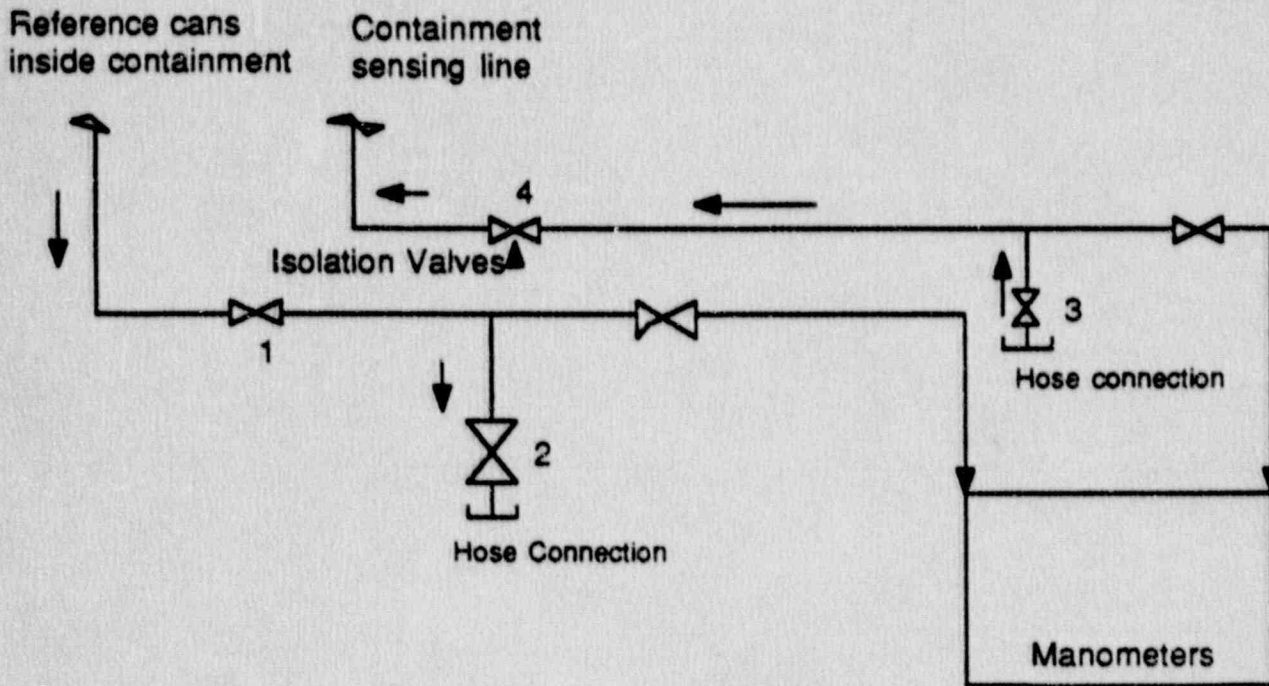 Reference cans
inside containment
Containment
sensing line
4
Isolation Valves
1
3
Hose connection
2
Hose Connection
Manometers